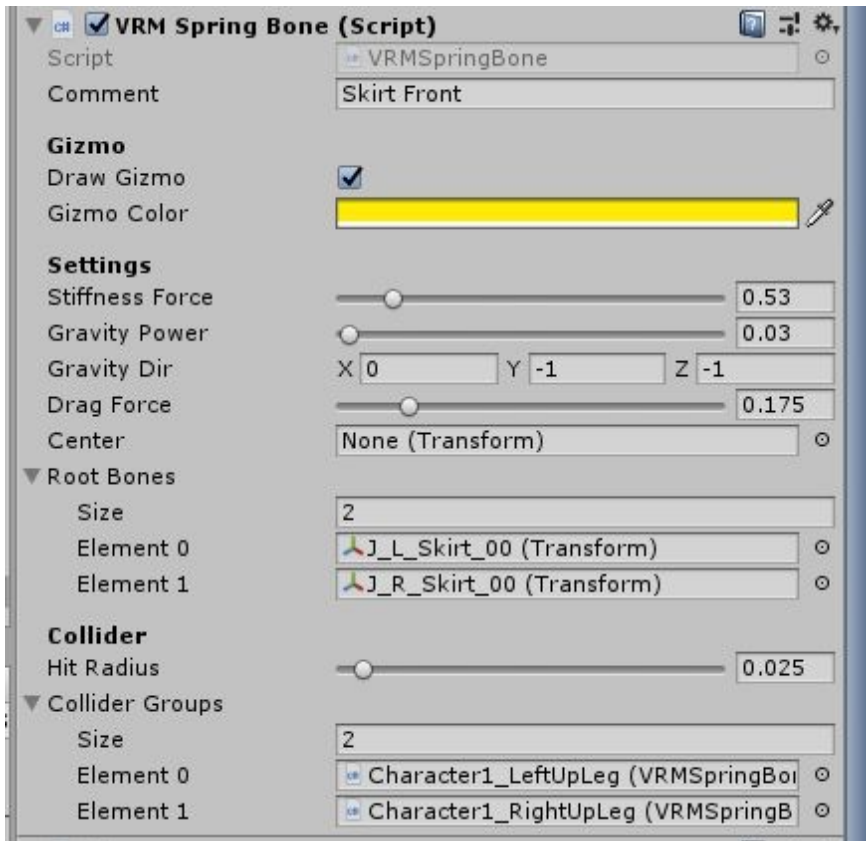 VRM Spring Bone (Script)
Script VRMSpringBone
Comment Skirt Front
Gizmo
Draw Gizmo
Gizmo Color
Settings
Stiffness Force 0.53
Gravity Power 0.03
Gravity Dir X 0 Y -1 Z -1
Drag Force 0.175
Center None (Transform)
Root Bones
Size 2
Element 0 J_L_Skirt_00 (Transform)
Element 1 J_R_Skirt_00 (Transform)
Collider
Hit Radius 0.025
Collider Groups
Size 2
Element 0 Character1_LeftUpLeg (VRMSpringBo
Element 1 Character1_RightUpLeg (VRMSpringB